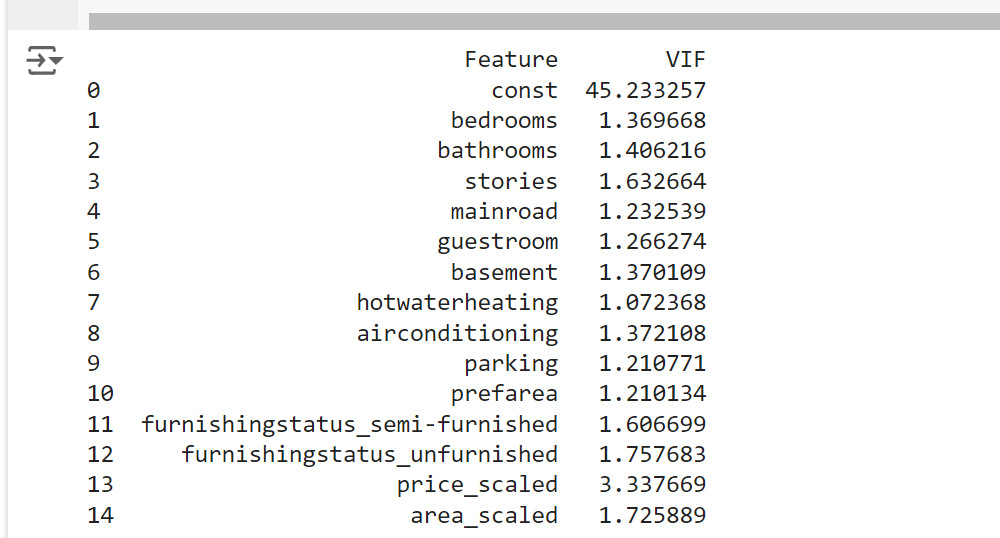 Feature VIF
0 const 45.233257
1 bedrooms 1.369668
2 bathrooms 1.406216
3 stories 1.632664
4 mainroad 1.232539
5 guestroom 1.266274
6 basement 1.370109
7 hotwaterheating 1.072368
8 airconditioning 1.372108
9 parking 1.210771
10 prefarea 1.210134
11 furnishingstatus_semi-furnished 1.606699
12 furnishingstatus_unfurnished 1.757683
13 price_scaled 3.337669
14 area_scaled 1.725889